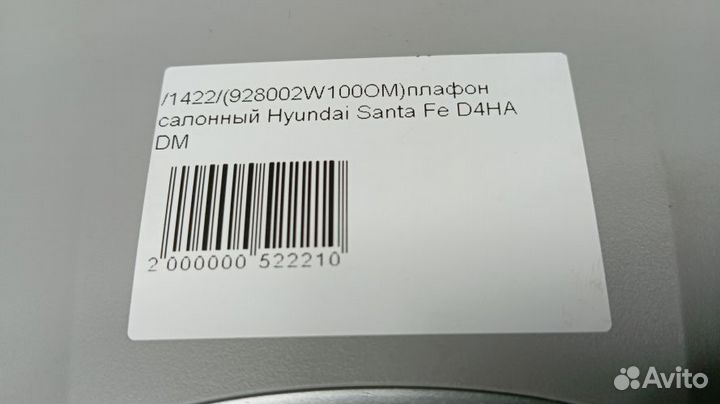 /1422/(928002W100OM)плафон
салонный Hyundai Santa Fe D4HA
DM
2 000000 522210
Avito